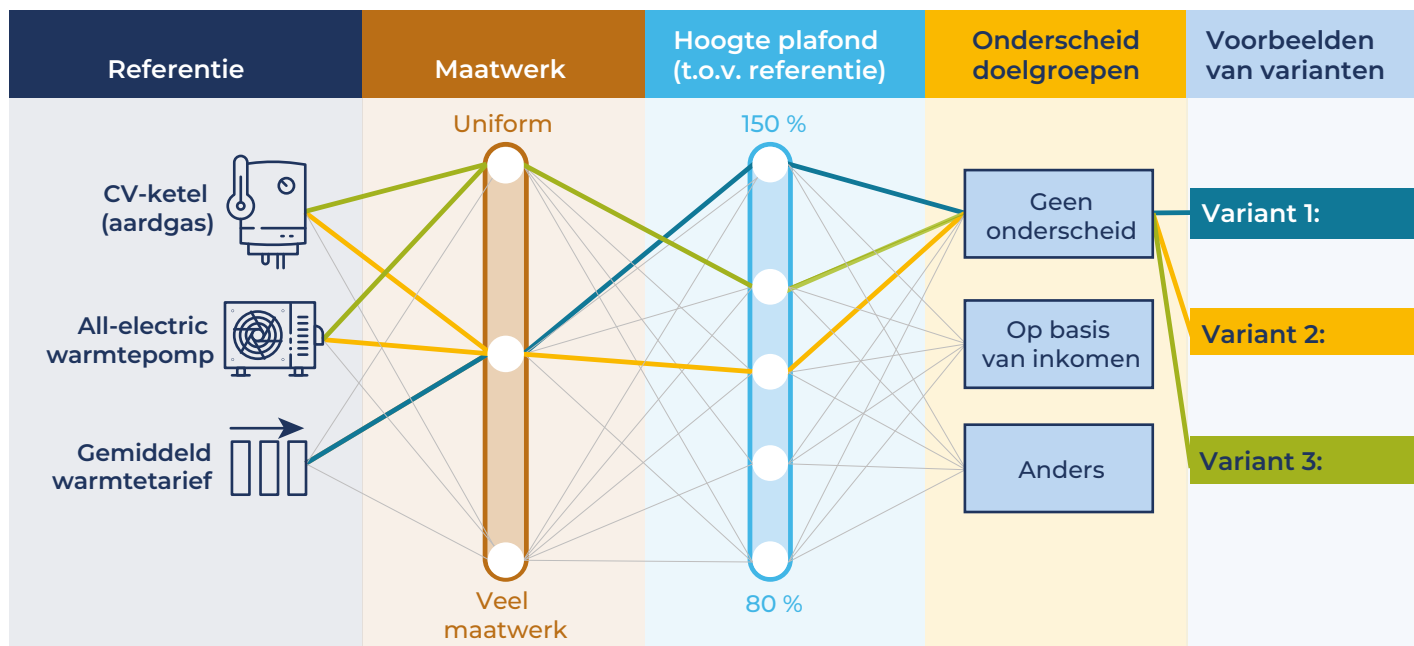 Referentie
Maatwerk
Hoogte plafond
(t.o.v. referentie)
Onderscheid
doelgroepen
Voorbeelden
van varianten
Uniform
150 %
CV-ketel
(aardgas)
Geen
onderscheid
Variant 1:
All-electric
warmtepomp
Op basis
van inkomen
Variant 2:
Gemiddeld
warmtetarief
Anders
Variant 3:
Veel
maatwerk
80 %